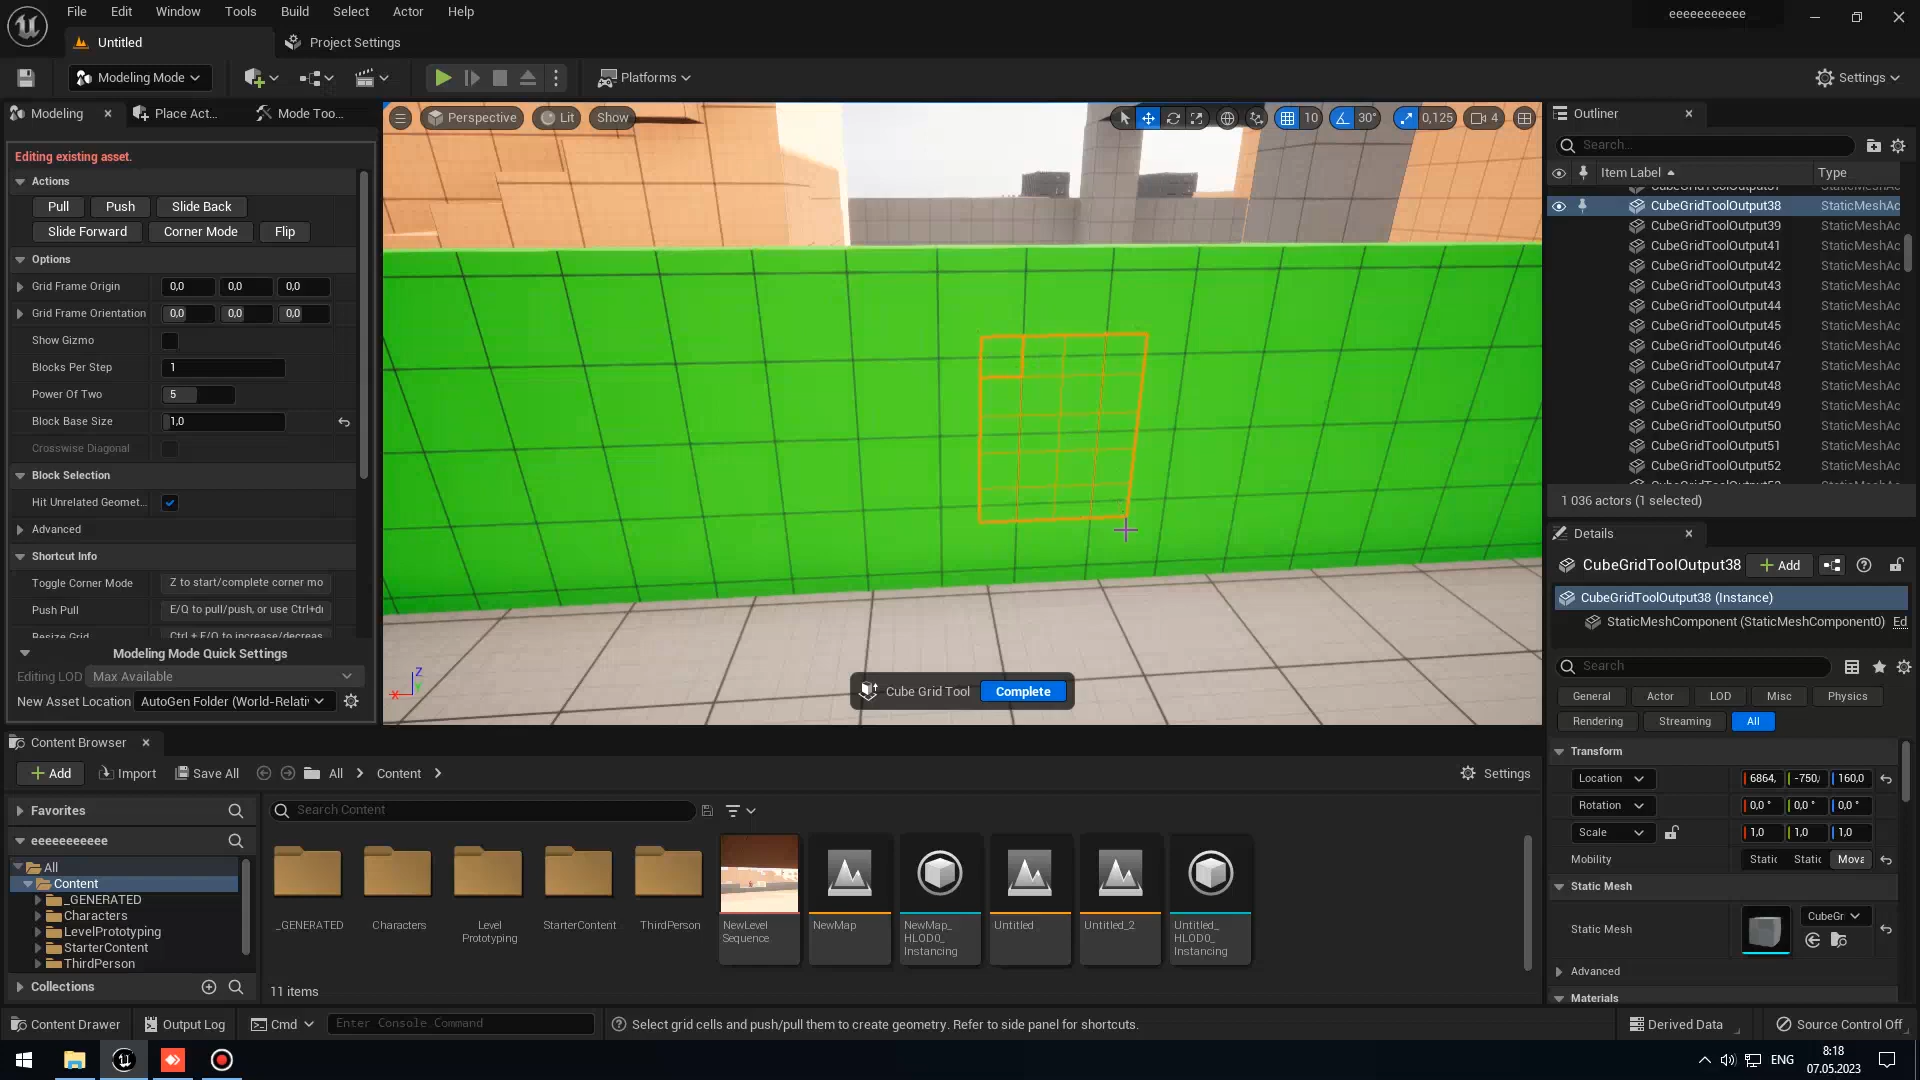 File Edit Window Tools Build Select Actor Help
eeeeeeeeeee
Untitled
Project Settings
Modeling Mode
Platforms
Settings
Modeling
Place Act...
Mode Too...
Editing existing asset.
Actions
Pull Push Slide Back
Slide Forward Corner Mode Flip
Options
Grid Frame Origin 0,0 0,0 0,0
Grid Frame Orientation 0,0 0,0 0,0
Show Gizmo
Blocks Per Step 1
Power Of Two 5
Block Base Size 1,0
Crosswise Diagonal
Block Selection
Hit Unrelated Geomet...
Advanced
Shortcut Info
Toggle Corner Mode Z to start/complete corner mo
Push Pull E/Q to pull/push, or use Ctrl+dr
Resize Grid Ctrl + E/Q to increase/decreas
Modeling Mode Quick Settings
Editing LOD Max Available
New Asset Location AutoGen Folder (World-Relativ
Perspective Lit Show
10 30° 0,125 4
Z
X
Cube Grid Tool Complete
Outliner
Search...
Item Label Type
CubeGridToolOutput38 StaticMeshAc
CubeGridToolOutput39 StaticMeshAc
CubeGridToolOutput41 StaticMeshAc
CubeGridToolOutput42 StaticMeshAc
CubeGridToolOutput43 StaticMeshAc
CubeGridToolOutput44 StaticMeshAc
CubeGridToolOutput45 StaticMeshAc
CubeGridToolOutput46 StaticMeshAc
CubeGridToolOutput47 StaticMeshAc
CubeGridToolOutput48 StaticMeshAc
CubeGridToolOutput49 StaticMeshAc
CubeGridToolOutput50 StaticMeshAc
CubeGridToolOutput51 StaticMeshAc
CubeGridToolOutput52 StaticMeshAc
1 036 actors (1 selected)
Details
CubeGridToolOutput38 Add
CubeGridToolOutput38 (Instance)
StaticMeshComponent (StaticMeshComponent0) Ed
Search
General Actor LOD Misc Physics
Rendering Streaming All
Transform
Location 6864, -750, 160,0
Rotation 0,0 ° 0,0 ° 0,0 °
Scale 1,0 1,0 1,0
Mobility Static Static Mova
Static Mesh
Static Mesh CubeGr
Advanced
Materials
Content Browser
Add Import Save All All Content
Settings
Favorites
Search Content
eeeeeeeeeee
All
Content
_GENERATED
Characters
LevelPrototyping
StarterContent
ThirdPerson
Collections
_GENERATED
Characters
Level Prototyping
StarterContent
ThirdPerson
NewLevel Sequence
NewMap
NewMap_ HLOD0_ Instancing
Untitled
Untitled_2
Untitled_ HLOD0_ Instancing
11 items
Content Drawer Output Log Cmd Enter Console Command
Select grid cells and push/pull them to create geometry. Refer to side panel for shortcuts.
Derived Data Source Control Off
ENG
8:18
07.05.2023